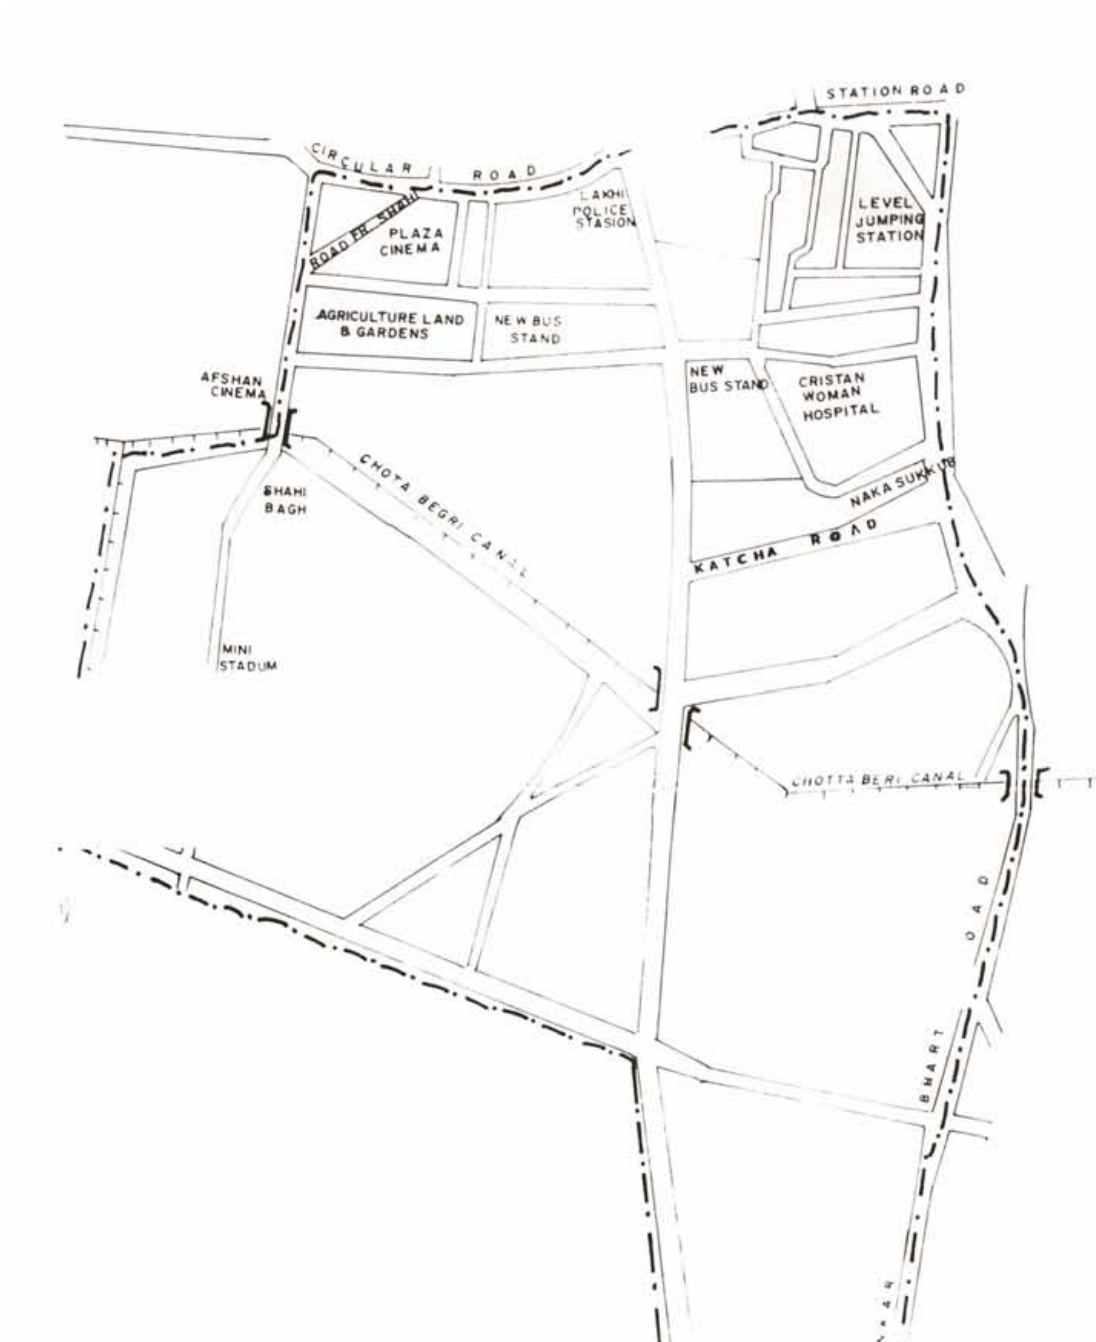 STATION ROAD
CIRCULAR ROAD
LAKHI
POLICE
STASION
ROAD FR SHAHI
PLAZA
CINEMA
LEVEL
JUMPING
STATION
AGRICULTURE LAND
& GARDENS
NEW BUS
STAND
AFSHAN
CINEMA
NEW
BUS STAND
CRISTAN
WOMAN
HOSPITAL
CHOTA BEGRI CANAL
SHAHI
BAGH
NAKA SUKKUR
KATCHA ROAD
MINI
STADUM
CHOTTA BERI CANAL
OAD
BHART
KAR